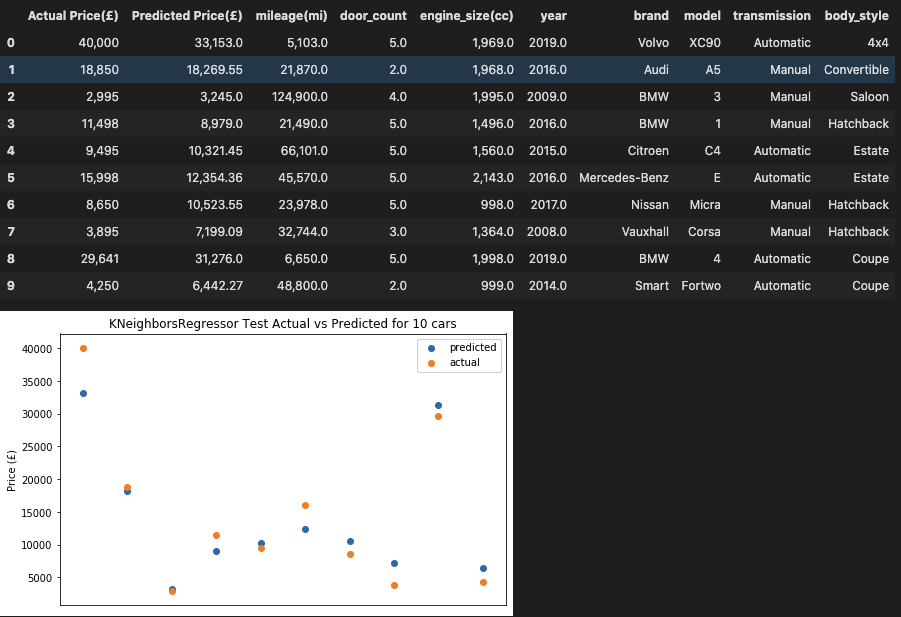 Actual Price(£) Predicted Price(£) mileage(mi) door_count engine_size(cc) year brand model transmission body_style
0 40,000 33,153.0 5,103.0 5.0 1,969.0 2019.0 Volvo XC90 Automatic 4x4
1 18,850 18,269.55 21,870.0 2.0 1,968.0 2016.0 Audi A5 Manual Convertible
2 2,995 3,245.0 124,900.0 4.0 1,995.0 2009.0 BMW 3 Manual Saloon
3 11,498 8,979.0 21,490.0 5.0 1,496.0 2016.0 BMW 1 Manual Hatchback
4 9,495 10,321.45 66,101.0 5.0 1,560.0 2015.0 Citroen C4 Automatic Estate
5 15,998 12,354.36 45,570.0 5.0 2,143.0 2016.0 Mercedes-Benz E Automatic Estate
6 8,650 10,523.55 23,978.0 5.0 998.0 2017.0 Nissan Micra Manual Hatchback
7 3,895 7,199.09 32,744.0 3.0 1,364.0 2008.0 Vauxhall Corsa Manual Hatchback
8 29,641 31,276.0 6,650.0 5.0 1,998.0 2019.0 BMW 4 Automatic Coupe
9 4,250 6,442.27 48,800.0 2.0 999.0 2014.0 Smart Fortwo Automatic Coupe
KNeighborsRegressor Test Actual vs Predicted for 10 cars
predicted
actual
40000
35000
30000
25000
20000
15000
10000
5000
Price (£)